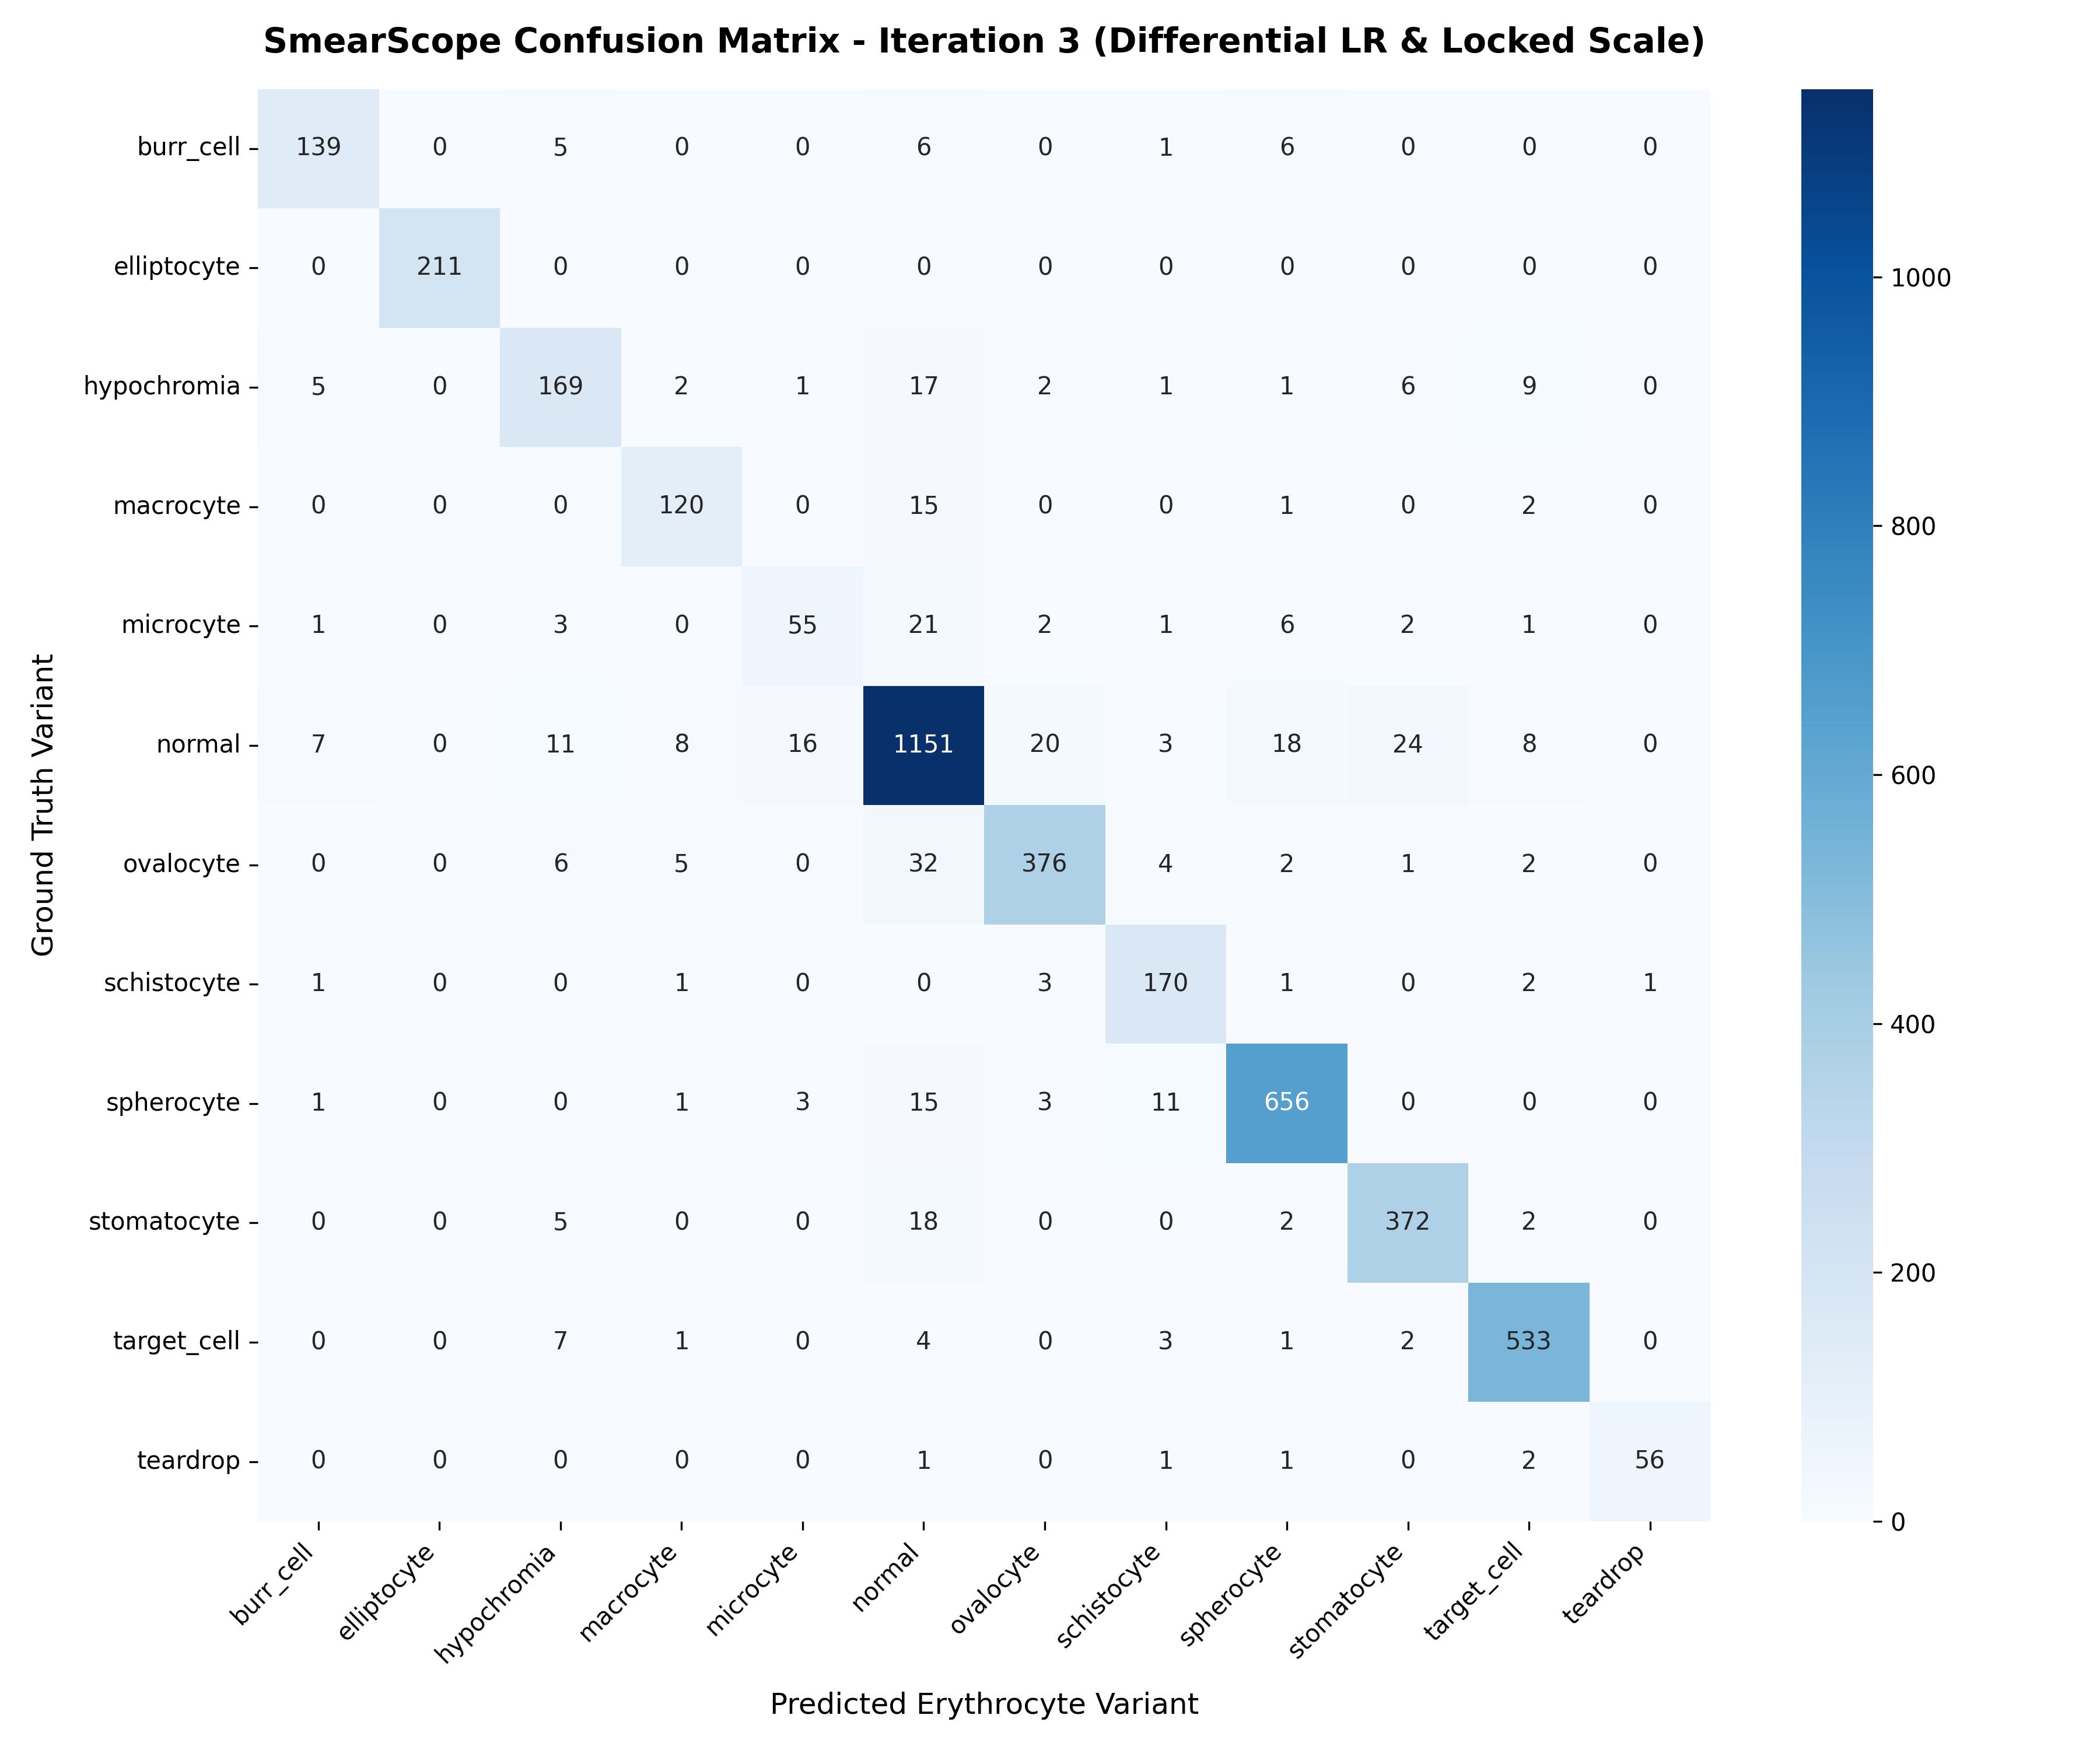 SmearScope Confusion Matrix - Iteration 3 (Differential LR & Locked Scale)
Ground Truth Variant
burr_cell 139 0 5 0 0 6 0 1 6 0 0 0
elliptocyte 0 211 0 0 0 0 0 0 0 0 0 0
hypochromia 5 0 169 2 1 17 2 1 1 6 9 0
macrocyte 0 0 0 120 0 15 0 0 1 0 2 0
microcyte 1 0 3 0 55 21 2 1 6 2 1 0
normal 7 0 11 8 16 1151 20 3 18 24 8 0
ovalocyte 0 0 6 5 0 32 376 4 2 1 2 0
schistocyte 1 0 0 1 0 0 3 170 1 0 2 1
spherocyte 1 0 0 1 3 15 3 11 656 0 0 0
stomatocyte 0 0 5 0 0 18 0 0 2 372 2 0
target_cell 0 0 7 1 0 4 0 3 1 2 533 0
teardrop 0 0 0 0 0 1 0 1 1 0 2 56
burr_cell elliptocyte hypochromia macrocyte microcyte normal ovalocyte schistocyte spherocyte stomatocyte target_cell teardrop
Predicted Erythrocyte Variant
1000
800
600
400
200
0